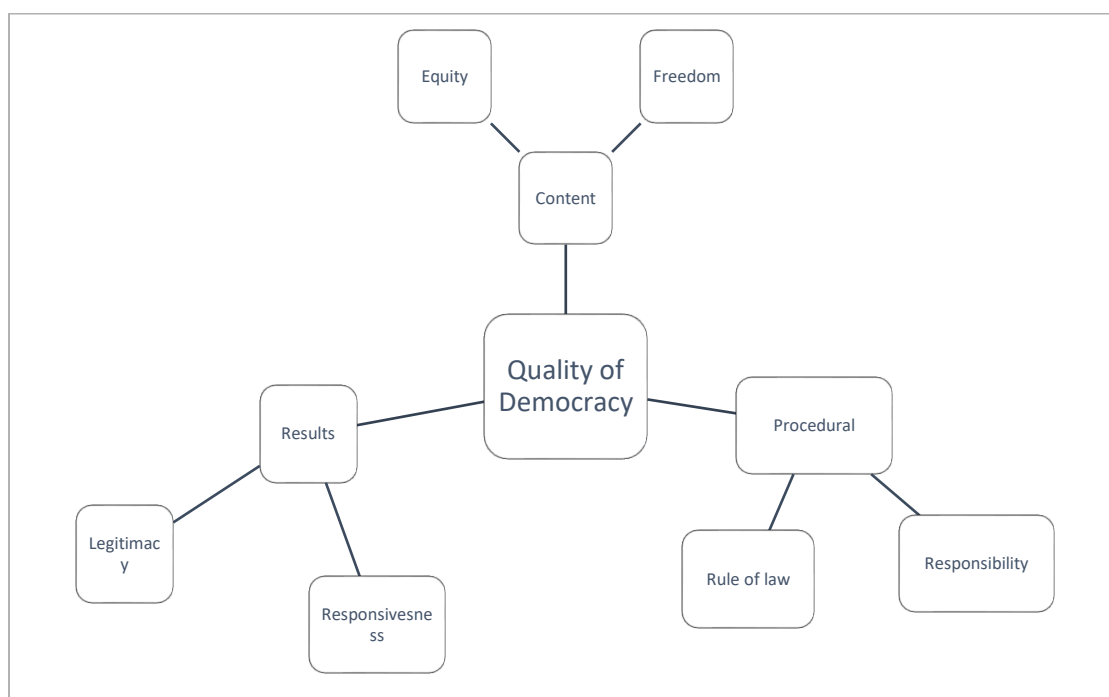 Equity
Freedom
Content
Quality of
Democracy
Results
Procedural
Legitimac
y
Responsivesne
ss
Rule of law
Responsibility